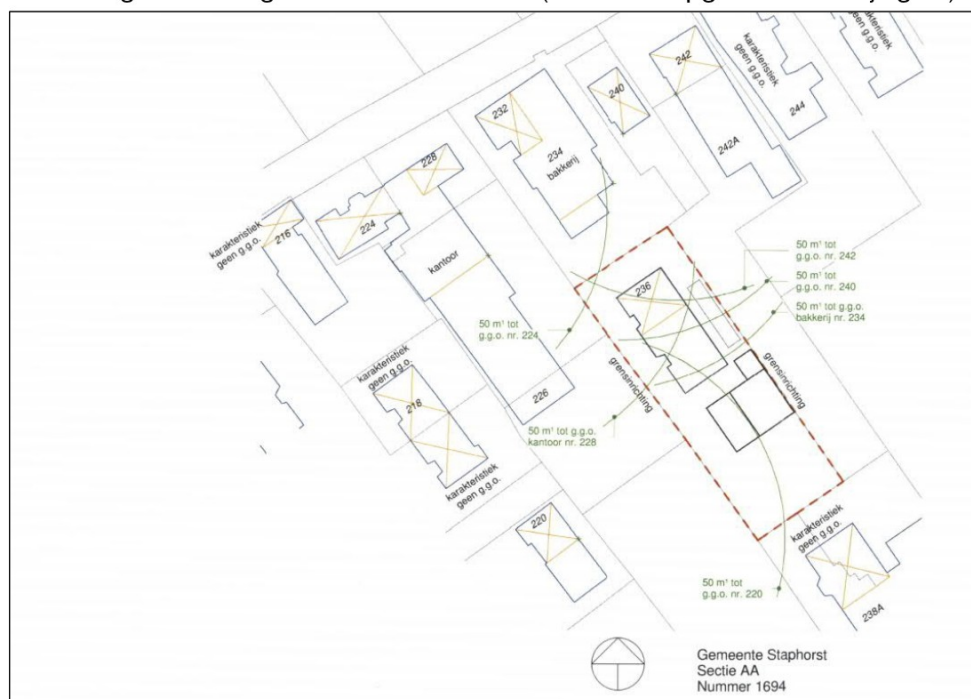 242
karakteristiek
geen g.g.o.
244
240
232
234
bakkerij
242A
228
224
216
karakteristiek
geen g.g.o.
kantoor
50 m¹ tot
g.g.o. nr. 242
50 m¹ tot
g.g.o. nr. 240
50 m¹ tot g.g.o.
bakkerij nr. 234
236
50 m¹ tot
g.g.o. nr. 224
grensinrichting
grensinrichting
karakteristiek
geen g.g.o.
218
226
50 m¹ tot g.g.o.
kantoor nr. 228
karakteristiek
geen g.g.o.
220
karakteristiek
geen g.g.o.
50 m¹ tot
g.g.o. nr. 220
238A
Gemeente Staphorst
Sectie AA
Nummer 1694